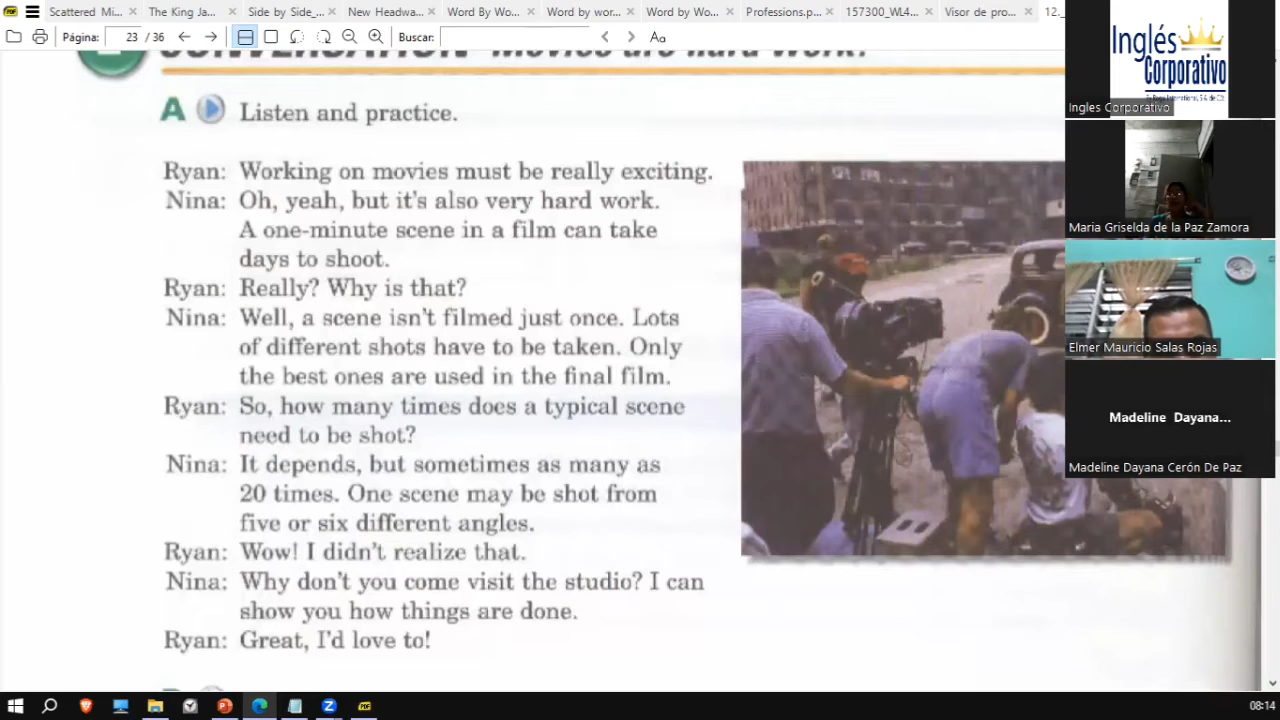 Scattered Mi...
The King Ja...
Side by Side_...
New Headwa...
Word By Wo...
Word by wor...
Word by Wo...
Professions.p...
157300_WL4...
Visor de pro...
12._
Página: 23 / 36
Buscar:
Aa
CONVERSATION Movies are hard work!
A Listen and practice.
Ryan: Working on movies must be really exciting.
Nina: Oh, yeah, but it's also very hard work.
A one-minute scene in a film can take
days to shoot.
Ryan: Really? Why is that?
Nina: Well, a scene isn't filmed just once. Lots
of different shots have to be taken. Only
the best ones are used in the final film.
Ryan: So, how many times does a typical scene
need to be shot?
Nina: It depends, but sometimes as many as
20 times. One scene may be shot from
five or six different angles.
Ryan: Wow! I didn't realize that.
Nina: Why don't you come visit the studio? I can
show you how things are done.
Ryan: Great, I'd love to!
Inglés
Corporativo
Ingles Corporativo
Maria Griselda de la Paz Zamora
Elmer Mauricio Salas Rojas
Madeline Dayana...
Madeline Dayana Cerón De Paz
08:14